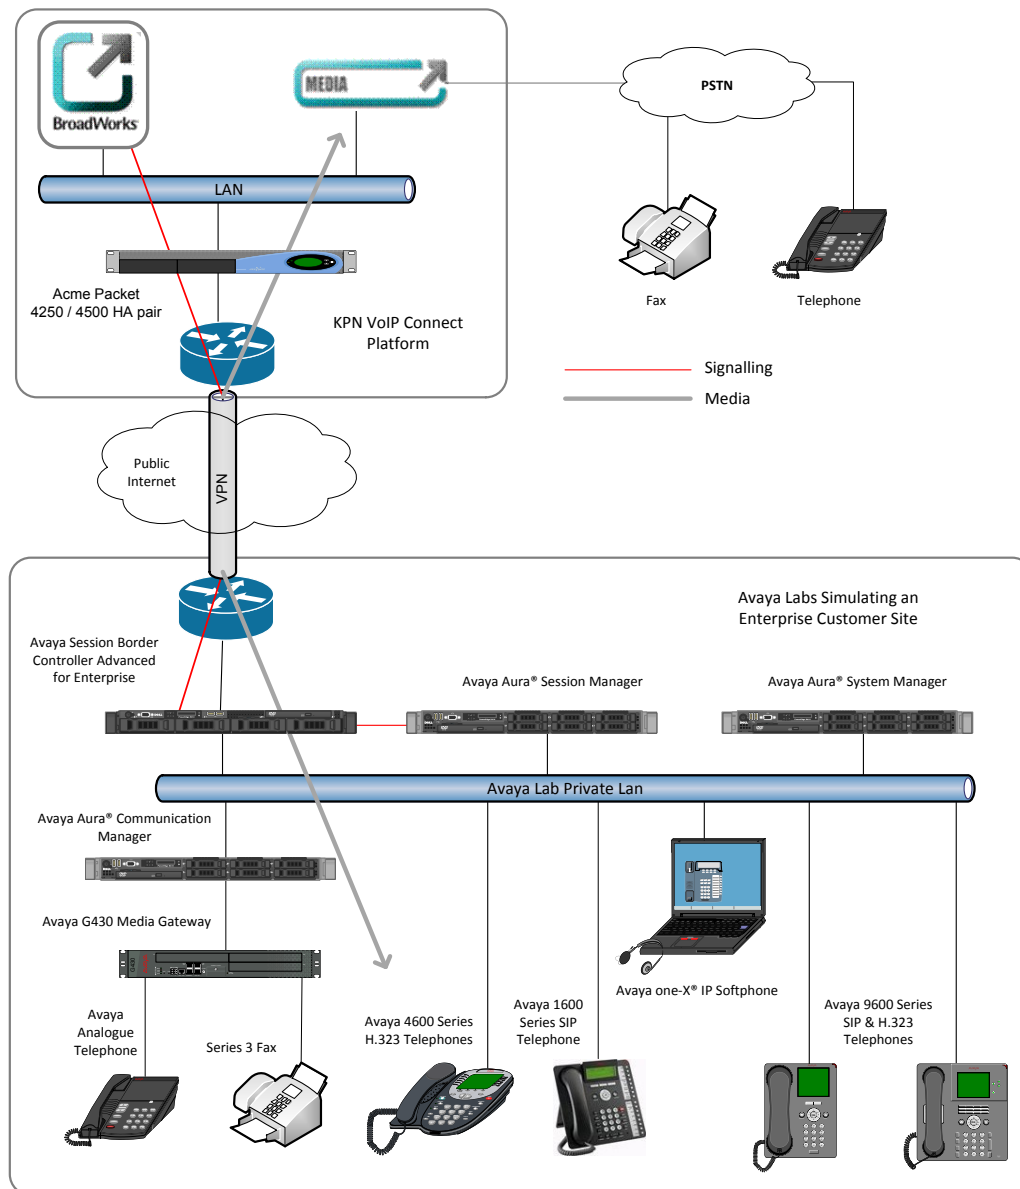 BroadWorks
MEDIA
PSTN
LAN
Acme Packet
4250 / 4500 HA pair
KPN VoIP Connect
Platform
Fax
Telephone
Signalling
Media
Public
Internet
VPN
Avaya Labs Simulating an
Enterprise Customer Site
Avaya Session Border
Controller Advanced
for Enterprise
Avaya Aura® Session Manager
Avaya Aura® System Manager
Avaya Lab Private Lan
Avaya Aura® Communication
Manager
Avaya G430 Media Gateway
G430
Avaya one-X® IP Softphone
Avaya
Analogue
Telephone
Series 3 Fax
Avaya 4600 Series
H.323 Telephones
Avaya 1600
Series SIP
Telephone
Avaya 9600 Series
SIP & H.323
Telephones